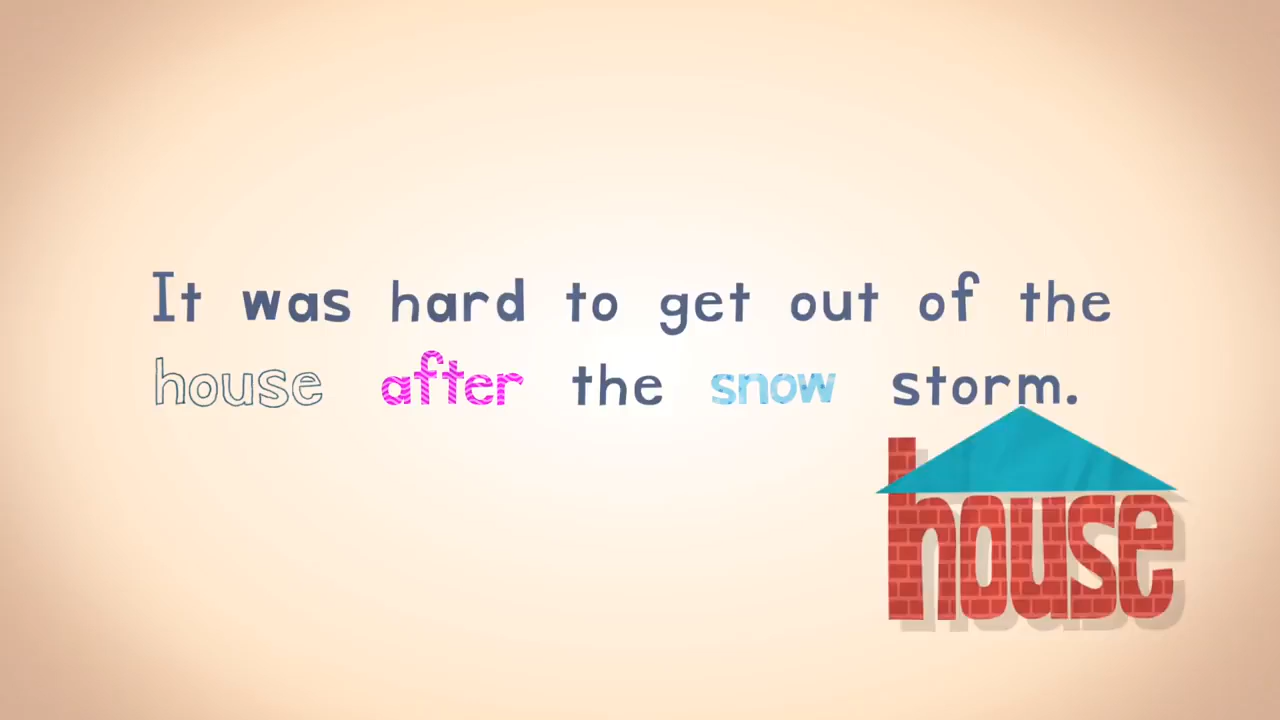 It was hard to get out of the
house after the snow storm.
house